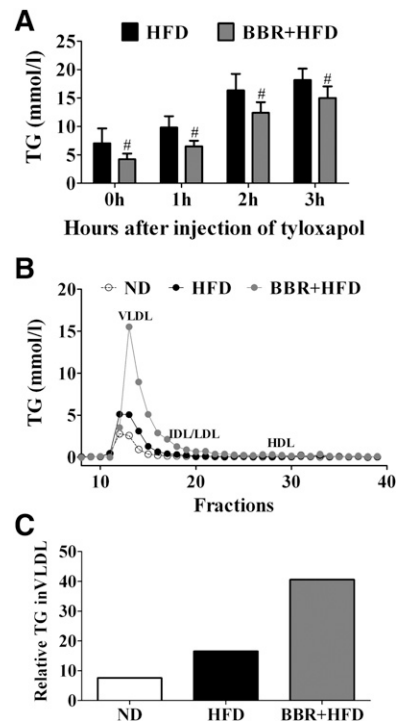 A
HFD BBR+HFD
TG (mmol/l)
25
20
15
10
5
0
# # # #
0h 1h 2h 3h
Hours after injection of tyloxapol
B
ND HFD BBR+HFD
TG (mmol/l)
20
15
10
5
0
VLDL
IDL/LDL
HDL
10 20 30 40
Fractions
C
Relative TG inVLDL
50
40
30
20
10
0
ND HFD BBR+HFD